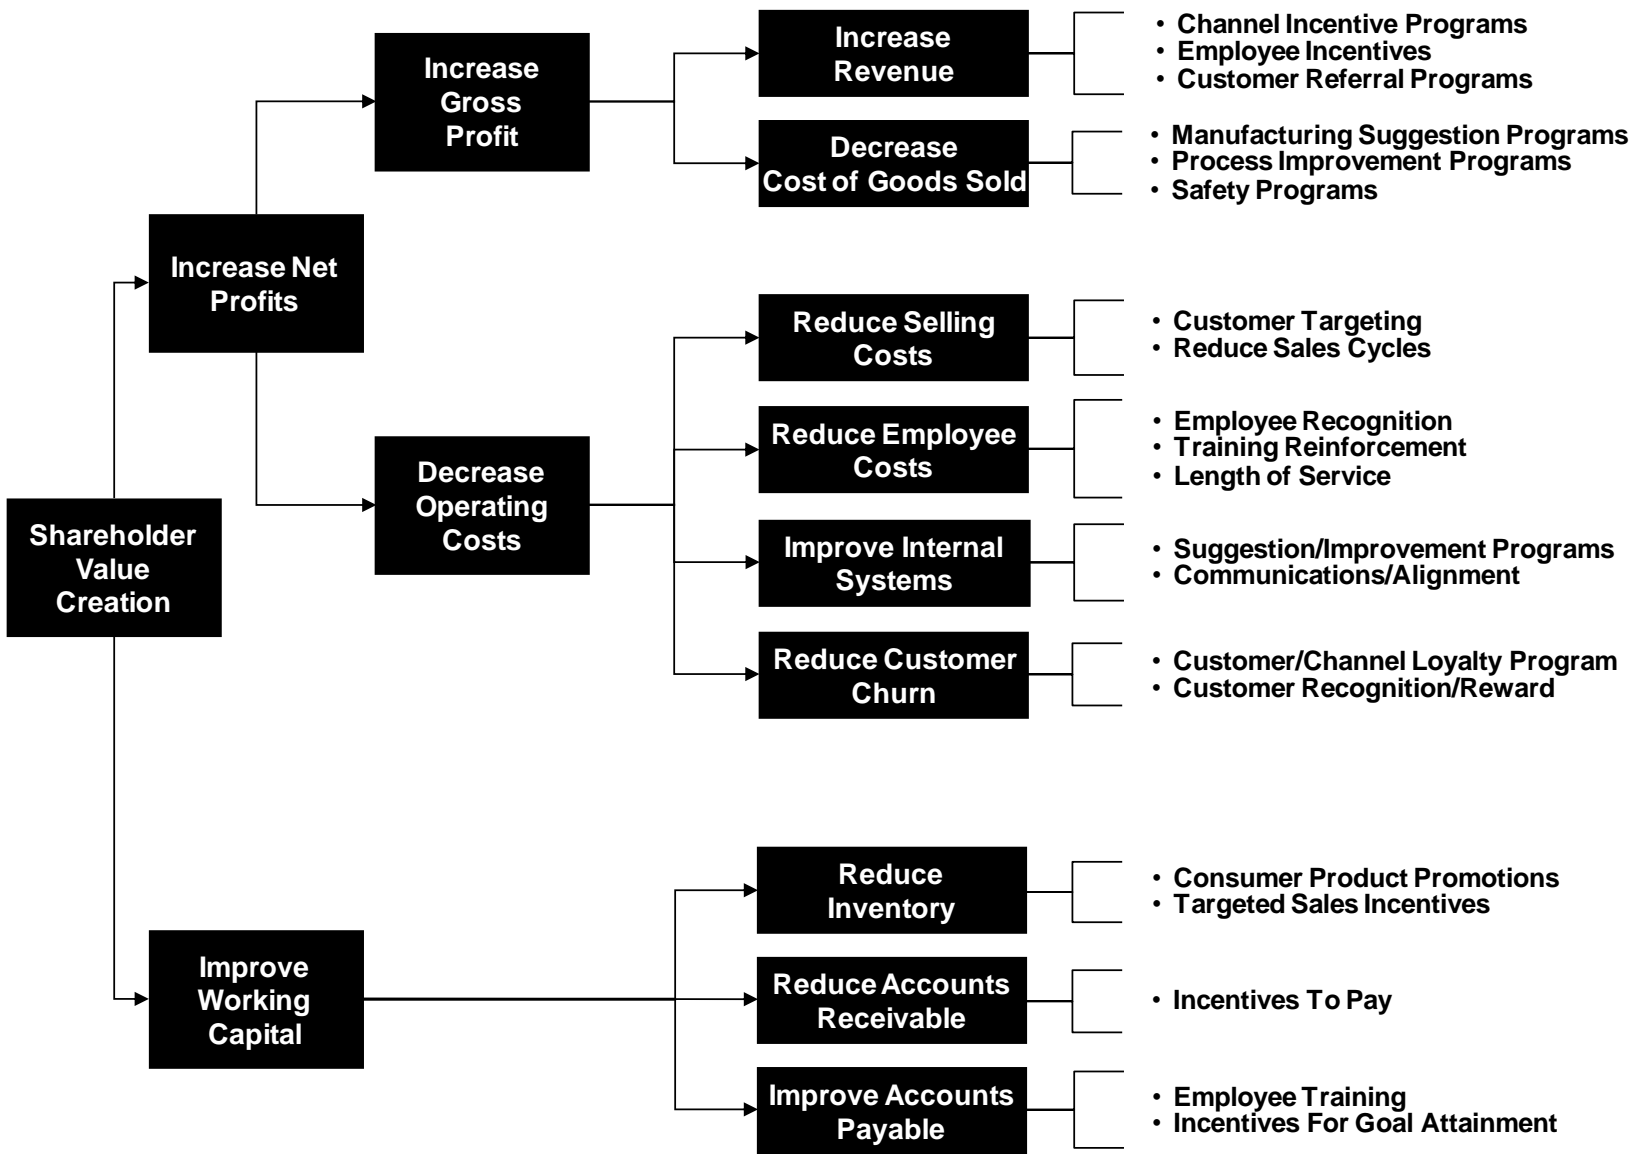 Increase
Revenue
• Channel Incentive Programs
• Employee Incentives
• Customer Referral Programs
Increase
Gross
Profit
Decrease
Cost of Goods Sold
• Manufacturing Suggestion Programs
• Process Improvement Programs
• Safety Programs
Increase Net
Profits
Reduce Selling
Costs
• Customer Targeting
• Reduce Sales Cycles
Reduce Employee
Costs
• Employee Recognition
• Training Reinforcement
• Length of Service
Decrease
Operating
Costs
Shareholder
Value
Creation
Improve Internal
Systems
• Suggestion/Improvement Programs
• Communications/Alignment
Reduce Customer
Churn
• Customer/Channel Loyalty Program
• Customer Recognition/Reward
Reduce
Inventory
• Consumer Product Promotions
• Targeted Sales Incentives
Improve
Working
Capital
Reduce Accounts
Receivable
• Incentives To Pay
Improve Accounts
Payable
• Employee Training
• Incentives For Goal Attainment